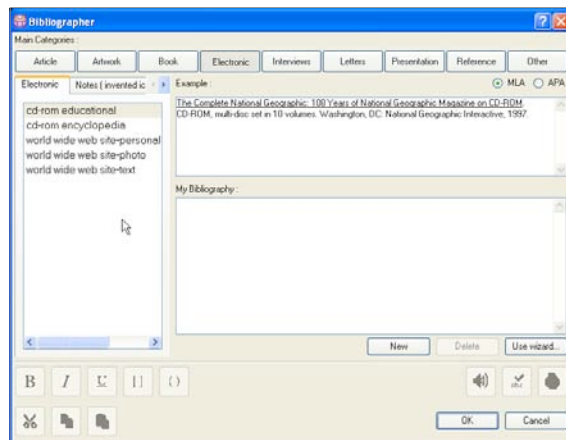 Bibliographer
Main Categories :
Article Artwork Book Electronic Interviews Letters Presentation Reference Other
Electronic Notes ( invented ic Example : MLA APA
cd-rom educational
cd-rom encyclopedia
world wide web site-personal
world wide web site-photo
world wide web site-text
The Complete National Geographic: 100 Years of National Geographic Magazine on CD-ROM.
CD-ROM, multi-disc set in 10 volumes. Washington, DC: National Geographic Interactive, 1997.
My Bibliography :
New Delete Use wizard...
B I U [ ] ( )
OK Cancel